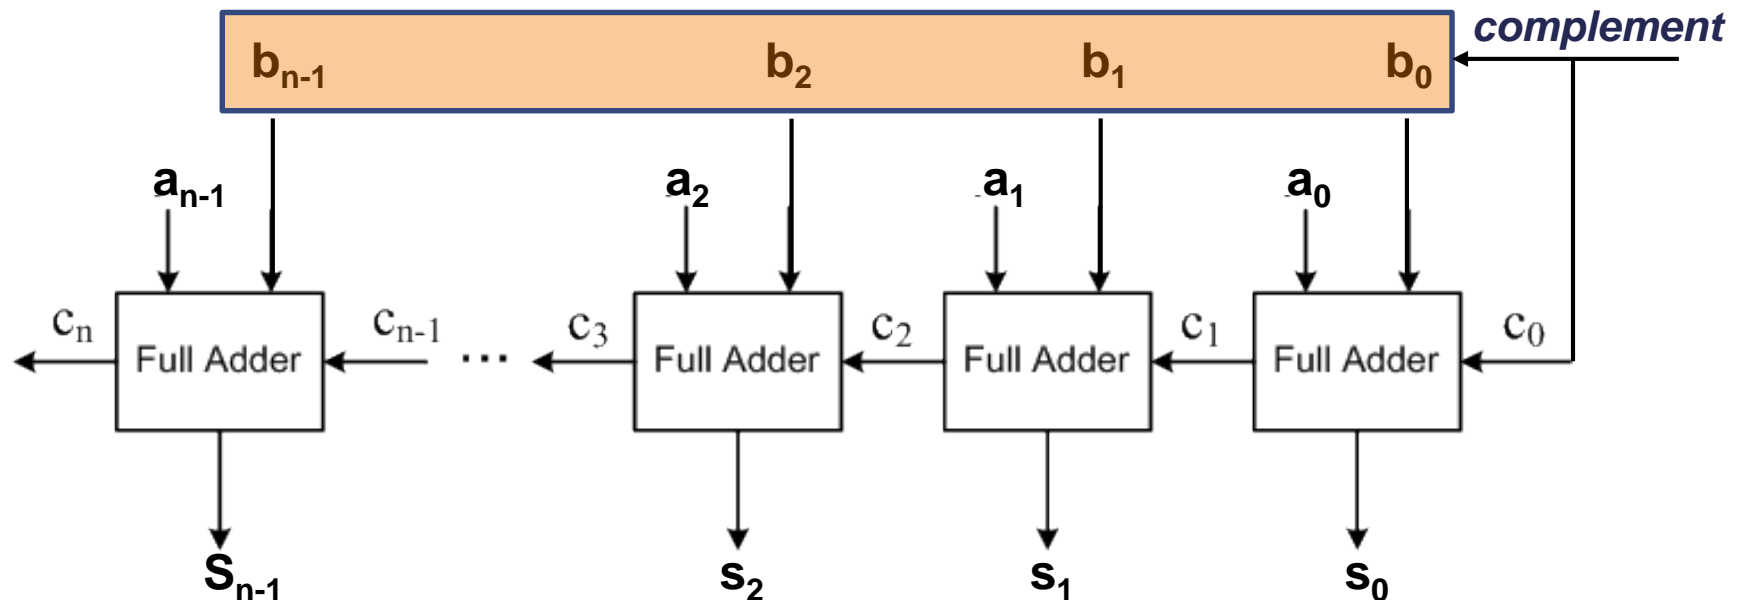 complement
bn-1 b2 b1 b0
an-1 a2 a1 a0
cn cn-1 ... c3 c2 c1 c0
Full Adder Full Adder Full Adder Full Adder
Sn-1 s2 s1 s0